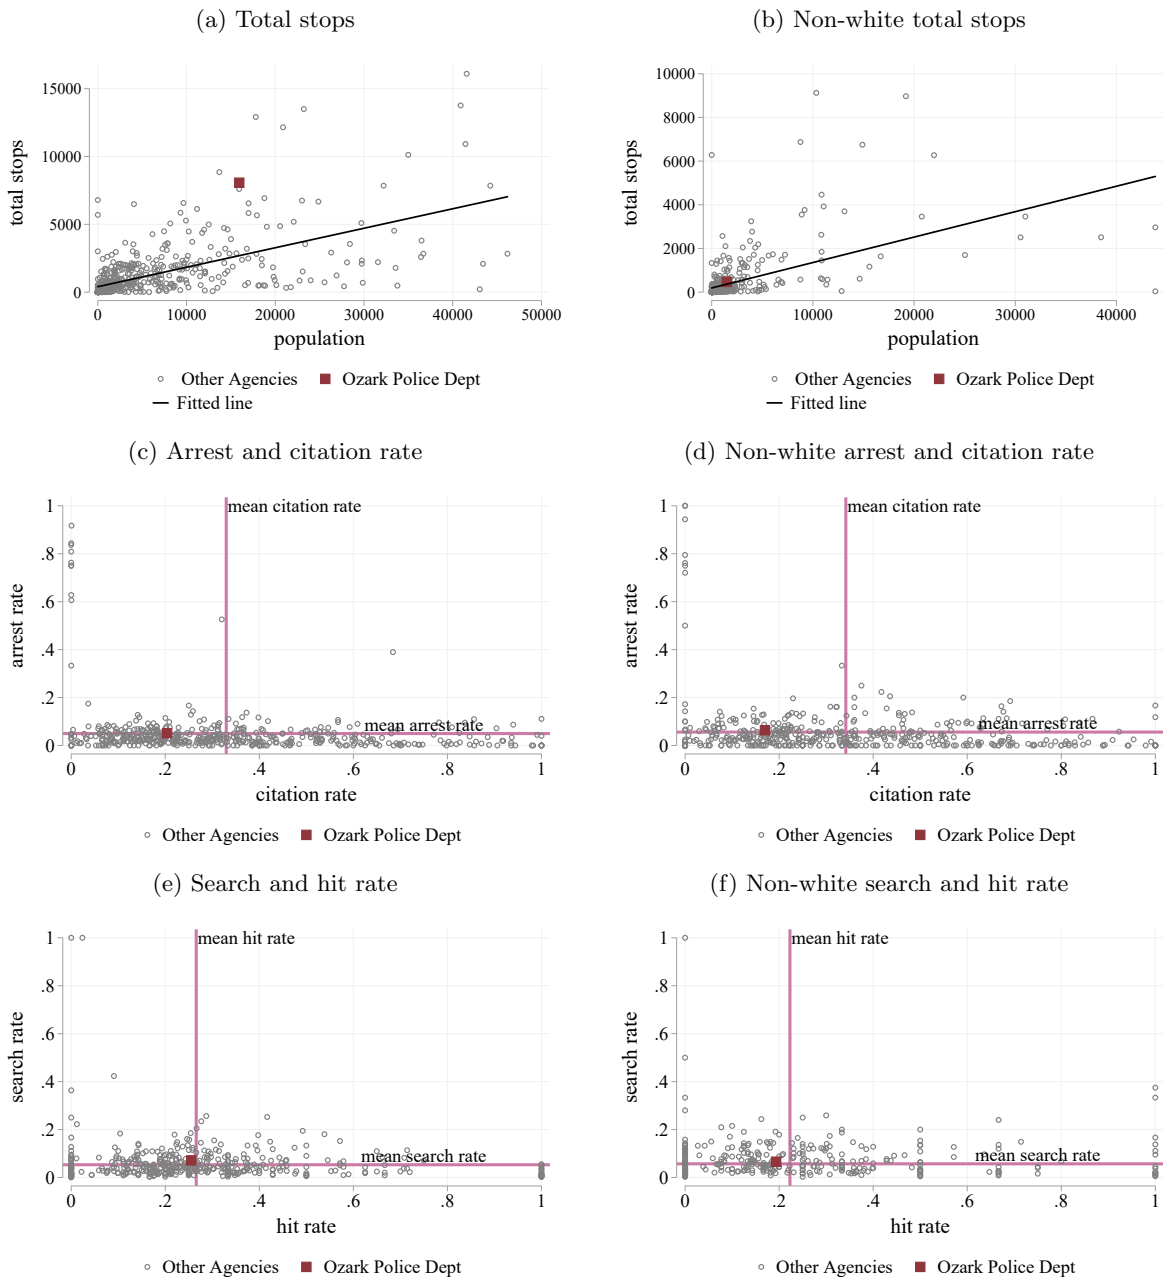 (a) Total stops
(b) Non-white total stops
total stops
15000
10000
5000
0
0 10000 20000 30000 40000 50000
population
Other Agencies Ozark Police Dept
Fitted line
total stops
10000
8000
6000
4000
2000
0
0 10000 20000 30000 40000
population
Other Agencies Ozark Police Dept
Fitted line
(c) Arrest and citation rate
(d) Non-white arrest and citation rate
arrest rate
1
.8
.6
.4
.2
0
mean citation rate
mean arrest rate
0 .2 .4 .6 .8 1
citation rate
Other Agencies Ozark Police Dept
arrest rate
1
.8
.6
.4
.2
0
mean citation rate
mean arrest rate
0 .2 .4 .6 .8 1
citation rate
Other Agencies Ozark Police Dept
(e) Search and hit rate
(f) Non-white search and hit rate
search rate
1
.8
.6
.4
.2
0
mean hit rate
mean search rate
0 .2 .4 .6 .8 1
hit rate
Other Agencies Ozark Police Dept
search rate
1
.8
.6
.4
.2
0
mean hit rate
mean search rate
0 .2 .4 .6 .8 1
hit rate
Other Agencies Ozark Police Dept